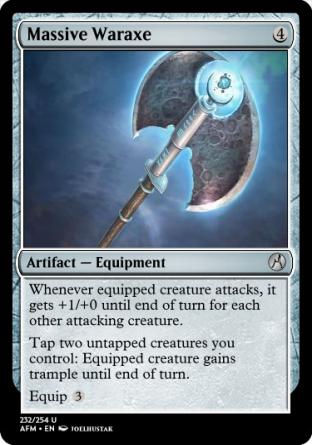 Massive Waraxe 4
Artifact — Equipment
Whenever equipped creature attacks, it
gets +1/+0 until end of turn for each
other attacking creature.
Tap two untapped creatures you
control: Equipped creature gains
trample until end of turn.
Equip 3
232/254 U
AFM • EN JOELHUSTAK